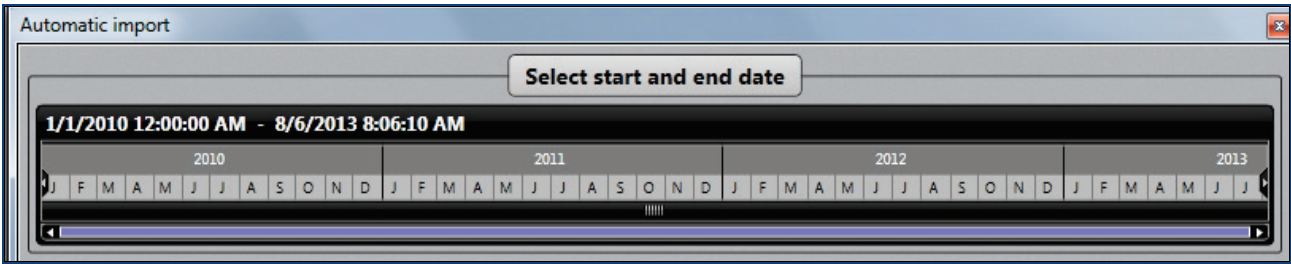 Automatic import
Select start and end date
1/1/2010 12:00:00 AM - 8/6/2013 8:06:10 AM
2010 2011 2012 2013
J F M A M J J A S O N D J F M A M J J A S O N D J F M A M J J A S O N D J F M A M J J